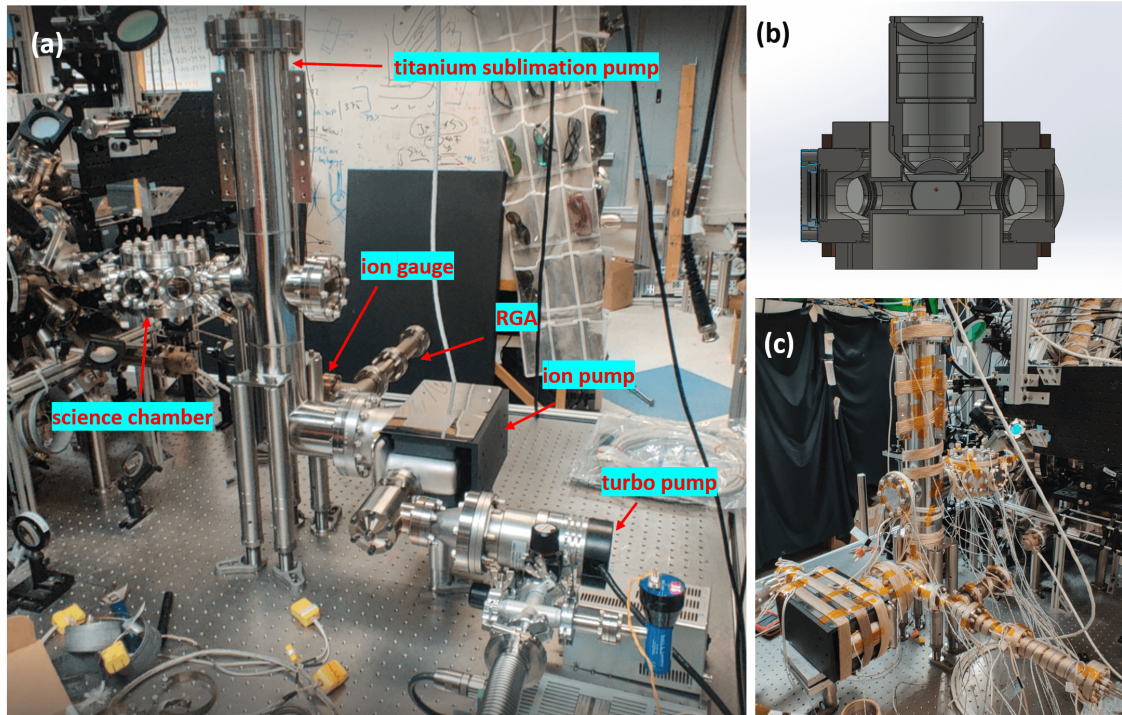 (a)
titanium sublimation pump
ion gauge
RGA
ion pump
science chamber
turbo pump
(b)
(c)